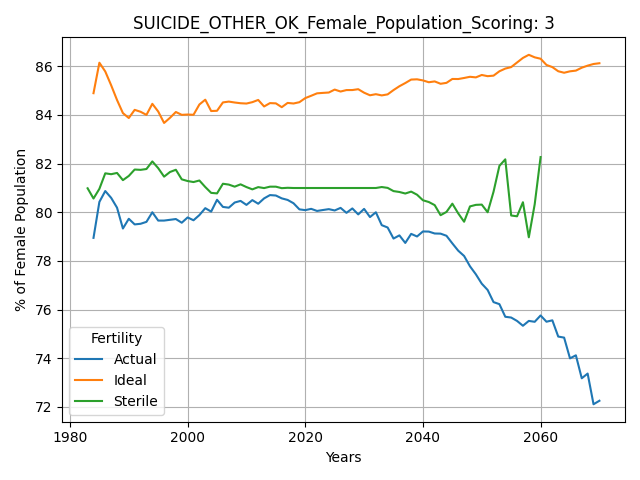 SUICIDE_OTHER_OK_Female_Population_Scoring: 3
% of Female Population
86
84
82
80
78
76
74
72
Fertility
Actual
Ideal
Sterile
1980 2000 2020 2040 2060
Years